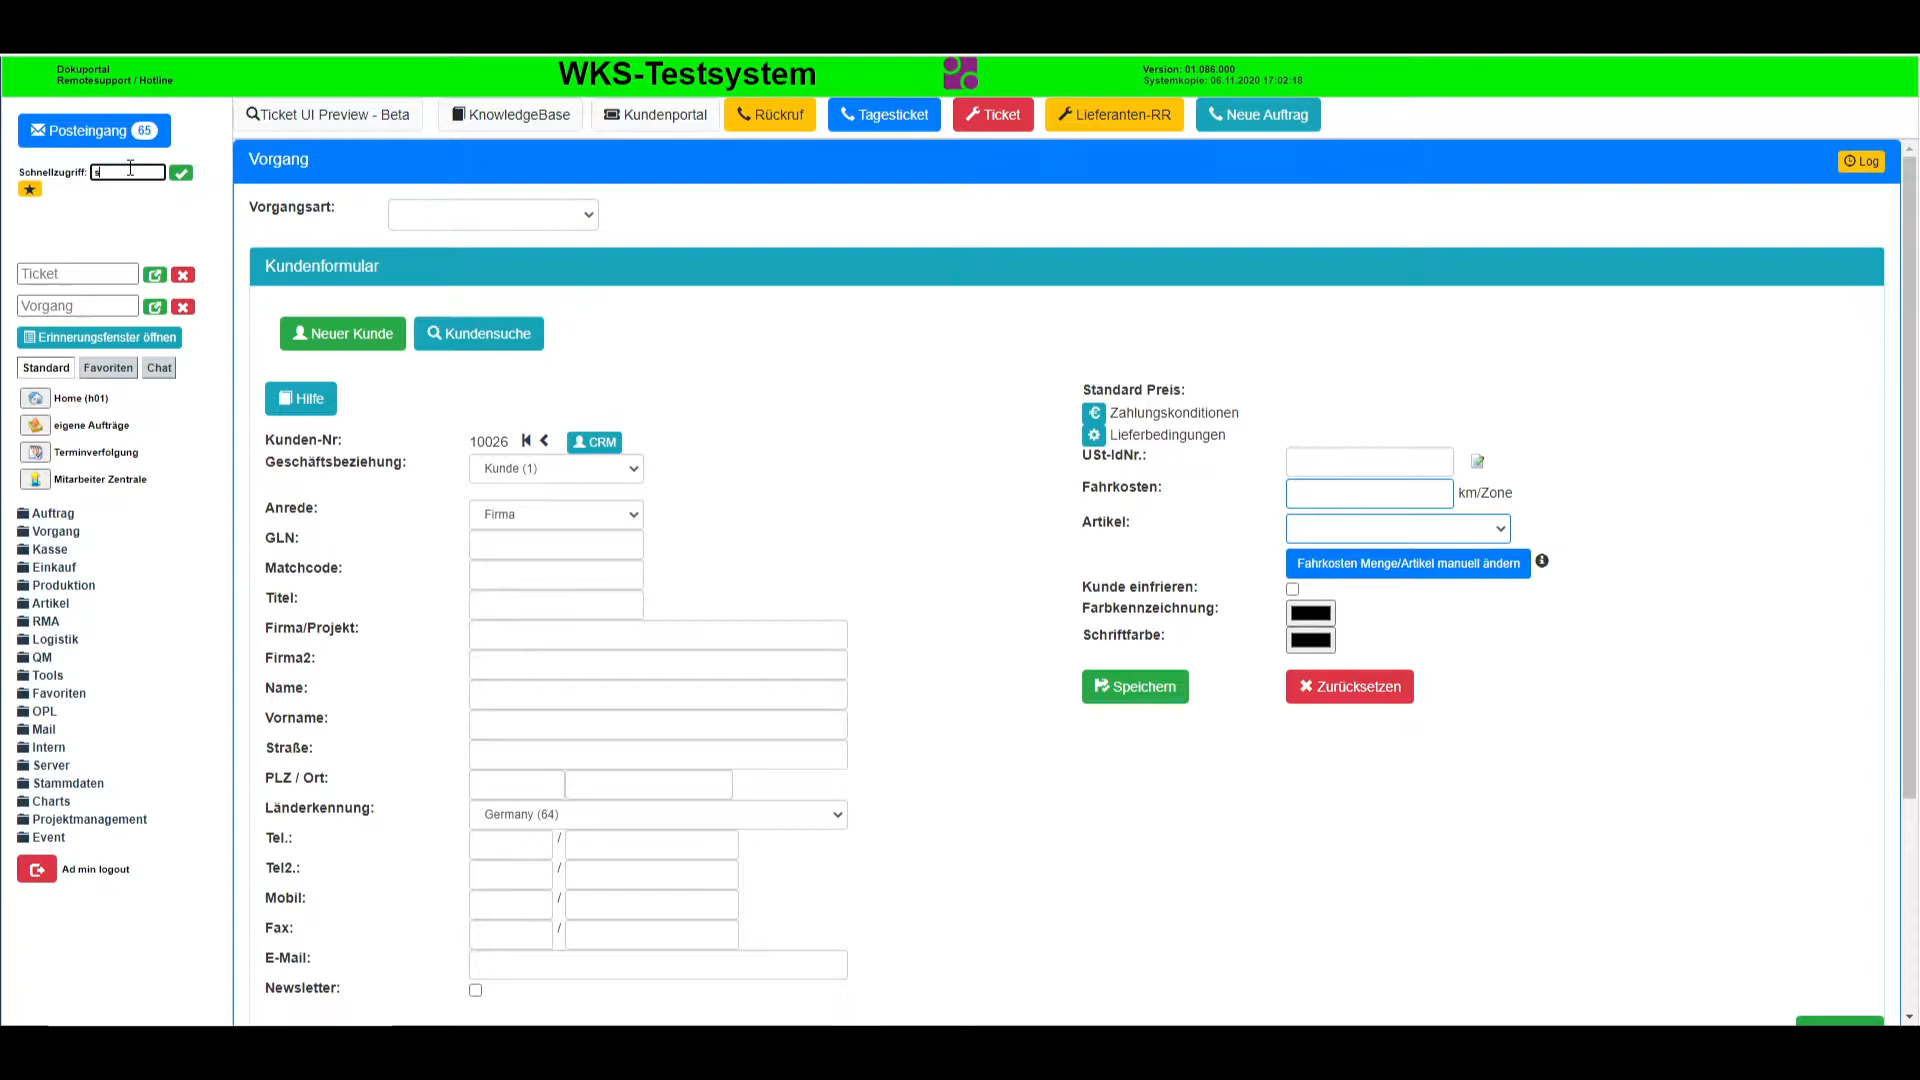 Dokuportal
Remotesupport / Hotline
WKS-Testsystem
Version: 01.086.000
Systemkopie: 06.11.2020 17:02:18
Ticket UI Preview - Beta
KnowledgeBase
Kundenportal
Rückruf
Tagesticket
Ticket
Lieferanten-RR
Neue Auftrag
Posteingang 65
Schnellzugriff: s
Ticket
Vorgang
Erinnerungsfenster öffnen
Standard Favoriten Chat
Home (h01)
eigene Aufträge
Terminverfolgung
Mitarbeiter Zentrale
Auftrag
Vorgang
Kasse
Einkauf
Produktion
Artikel
RMA
Logistik
QM
Tools
Favoriten
OPL
Mail
Intern
Server
Stammdaten
Charts
Projektmanagement
Event
Ad min logout
Vorgang
Log
Vorgangsart:
Kundenformular
Neuer Kunde
Kundensuche
Hilfe
Kunden-Nr: 10026 CRM
Geschäftsbeziehung: Kunde (1)
Anrede: Firma
GLN:
Matchcode:
Titel:
Firma/Projekt:
Firma2:
Name:
Vorname:
Straße:
PLZ / Ort:
Länderkennung: Germany (64)
Tel.: /
Tel2.: /
Mobil: /
Fax: /
E-Mail:
Newsletter:
Standard Preis:
€ Zahlungskonditionen
Lieferbedingungen
USt-IdNr.:
Fahrkosten: km/Zone
Artikel:
Fahrkosten Menge/Artikel manuell ändern
Kunde einfrieren:
Farbkennzeichnung:
Schriftfarbe:
Speichern
Zurücksetzen